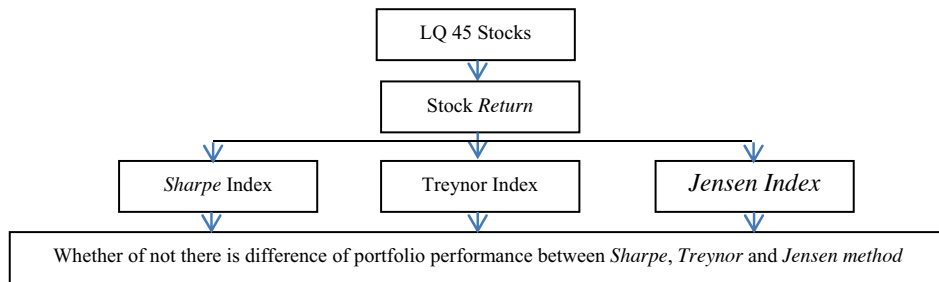 LQ 45 Stocks
Stock Return
Sharpe Index
Treynor Index
Jensen Index
Whether of not there is difference of portfolio performance between Sharpe, Treynor and Jensen method